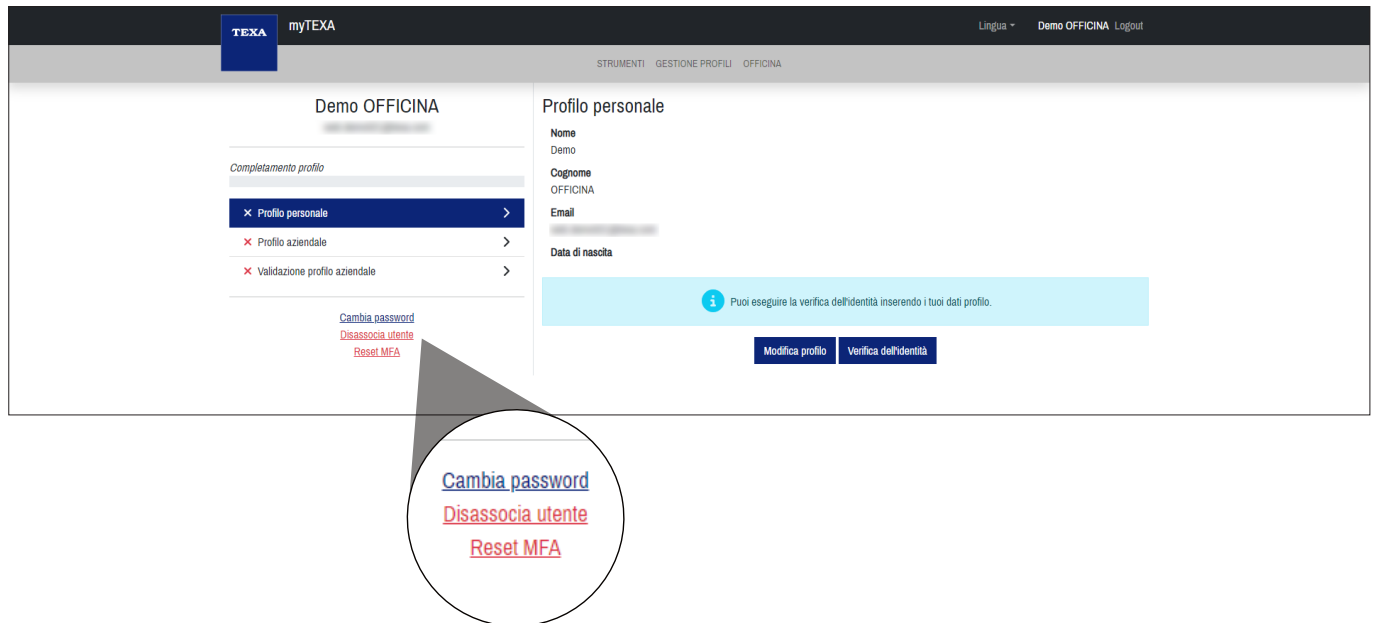 TEXA
myTEXA
Lingua
Demo OFFICINA Logout
STRUMENTI GESTIONE PROFILI OFFICINA
Demo OFFICINA
Completamento profilo
Profilo personale
Profilo aziendale
Validazione profilo aziendale
Cambia password
Disassocia utente
Reset MFA
Profilo personale
Nome
Demo
Cognome
OFFICINA
Email
Data di nascita
Puoi eseguire la verifica dell'identità inserendo i tuoi dati profilo.
Modifica profilo Verifica dell'identità
Cambia password
Disassocia utente
Reset MFA